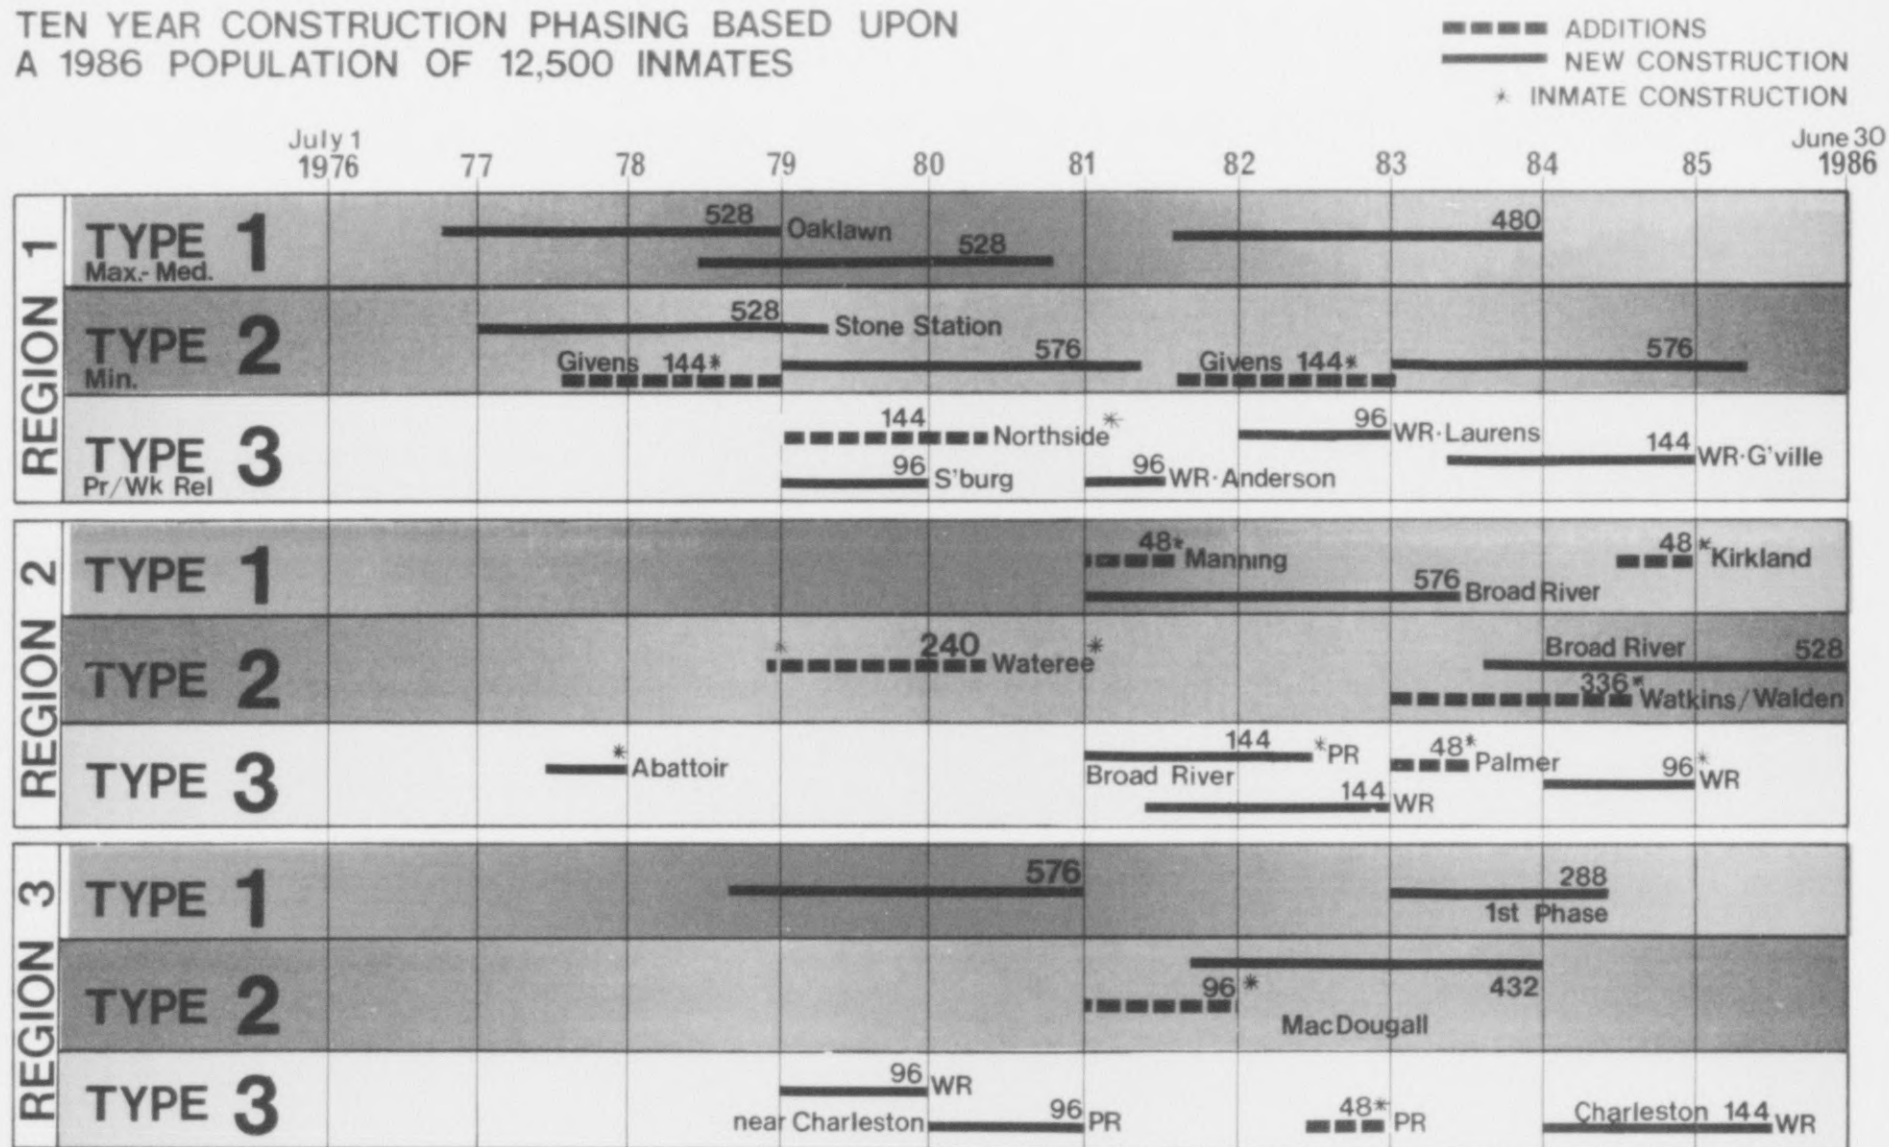 TEN YEAR CONSTRUCTION PHASING BASED UPON
A 1986 POPULATION OF 12,500 INMATES
ADDITIONS
NEW CONSTRUCTION
* INMATE CONSTRUCTION
July 1
1976 77 78 79 80 81 82 83 84 85
June 30
1986
REGION 1
TYPE 1
Max.-Med.
528 Oaklawn
528
480
TYPE 2
Min.
528 Stone Station
Givens 144*
576
Givens 144*
576
TYPE 3
Pr/Wk Rel
144 Northside*
96 S'burg
96 WR·Anderson
96 WR·Laurens
144 WR·G'ville
REGION 2
TYPE 1
48* Manning
576 Broad River
48 *Kirkland
TYPE 2
* 240 Wateree*
Broad River 528
336* Watkins/Walden
TYPE 3
* Abattoir
144 *PR
Broad River
144 WR
48* Palmer
96 *WR
REGION 3
TYPE 1
576
288
1st Phase
TYPE 2
96*
432
MacDougall
TYPE 3
96 WR
near Charleston 96 PR
48* PR
Charleston 144 WR